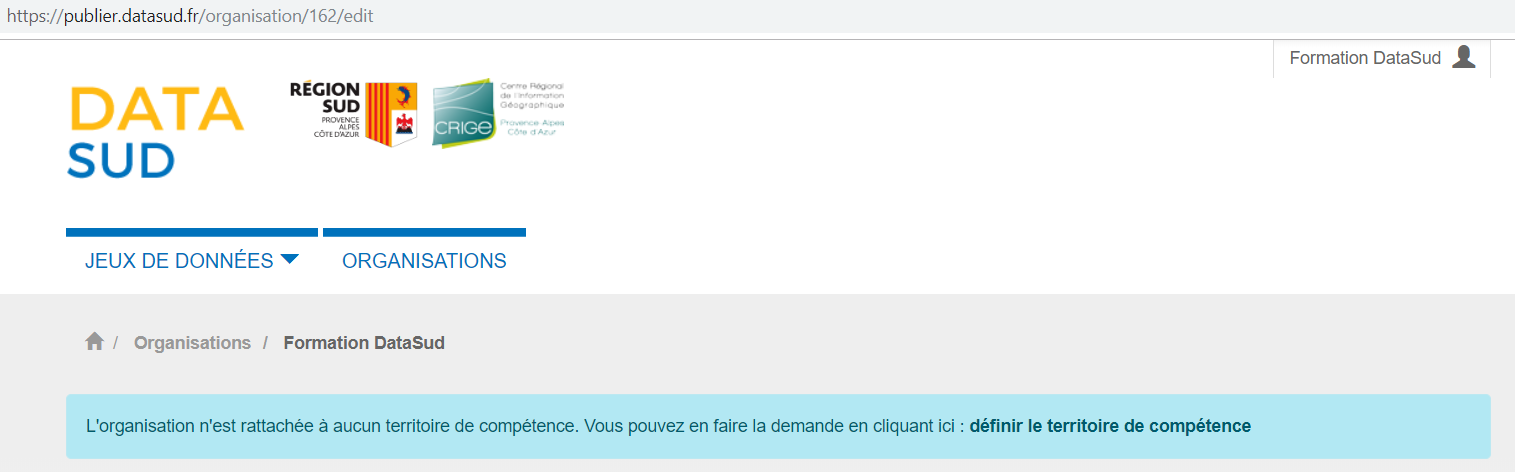 https://publier.datasud.fr/organisation/162/edit
Formation DataSud
DATA
SUD
RÉGION
SUD
PROVENCE
ALPES
CÔTE D'AZUR
CRIGE
Centre Régional
de l'Information
Géographique
Provence-Alpes
Côte d'Azur
JEUX DE DONNÉES
ORGANISATIONS
/ Organisations / Formation DataSud
L'organisation n'est rattachée à aucun territoire de compétence. Vous pouvez en faire la demande en cliquant ici : définir le territoire de compétence